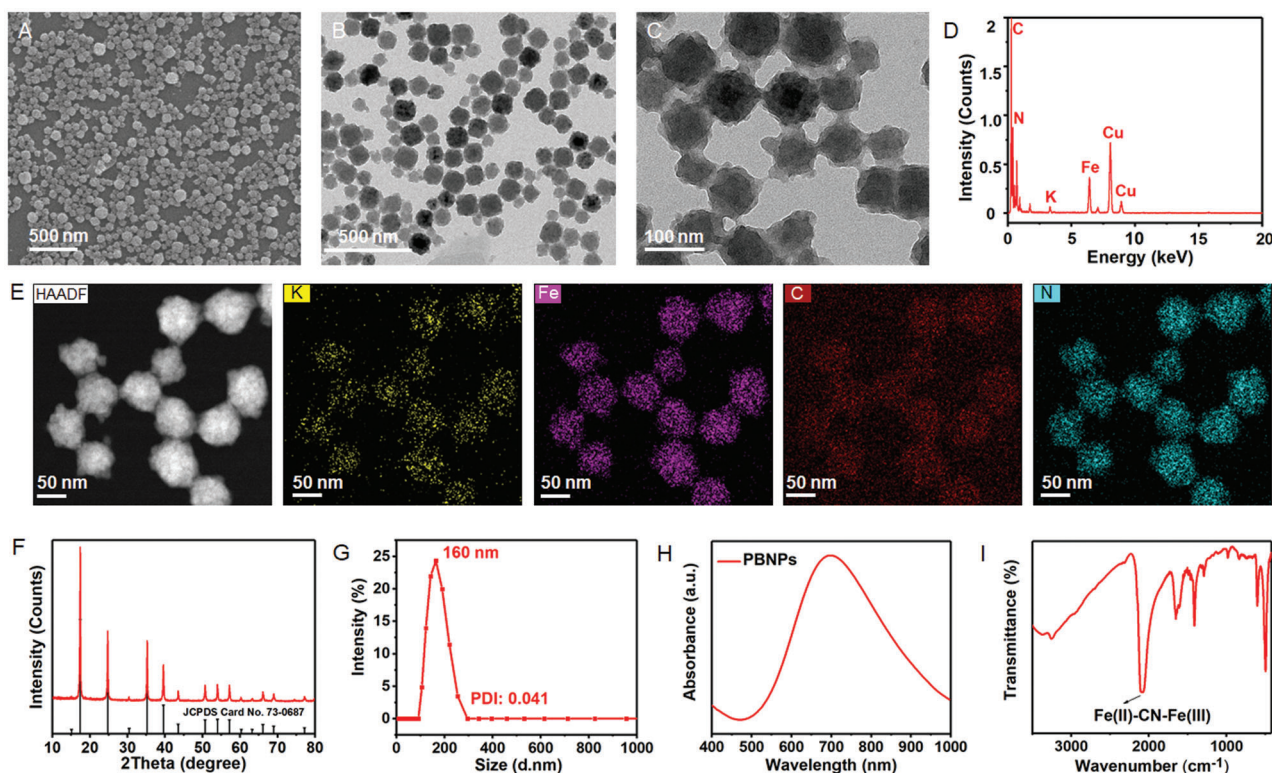 A
500 nm
B
500 nm
C
100 nm
D
Intensity (Counts)
2
1.5
1.0
0.5
0
C
N
K
Fe
Cu
Cu
0 5 10 15 20
Energy (keV)
E
HAADF
50 nm
K
50 nm
Fe
50 nm
C
50 nm
N
50 nm
F
Intensity (Counts)
JCPDS Card No. 73-0687
10 20 30 40 50 60 70 80
2Theta (degree)
G
Intensity (%)
25
20
15
10
5
0
160 nm
PDI: 0.041
0 200 400 600 800 1000
Size (d.nm)
H
Absorbance (a.u.)
PBNPs
400 500 600 700 800 900 1000
Wavelength (nm)
I
Transmittance (%)
Fe(II)-CN-Fe(III)
3000 2000 1000
Wavenumber (cm⁻¹)